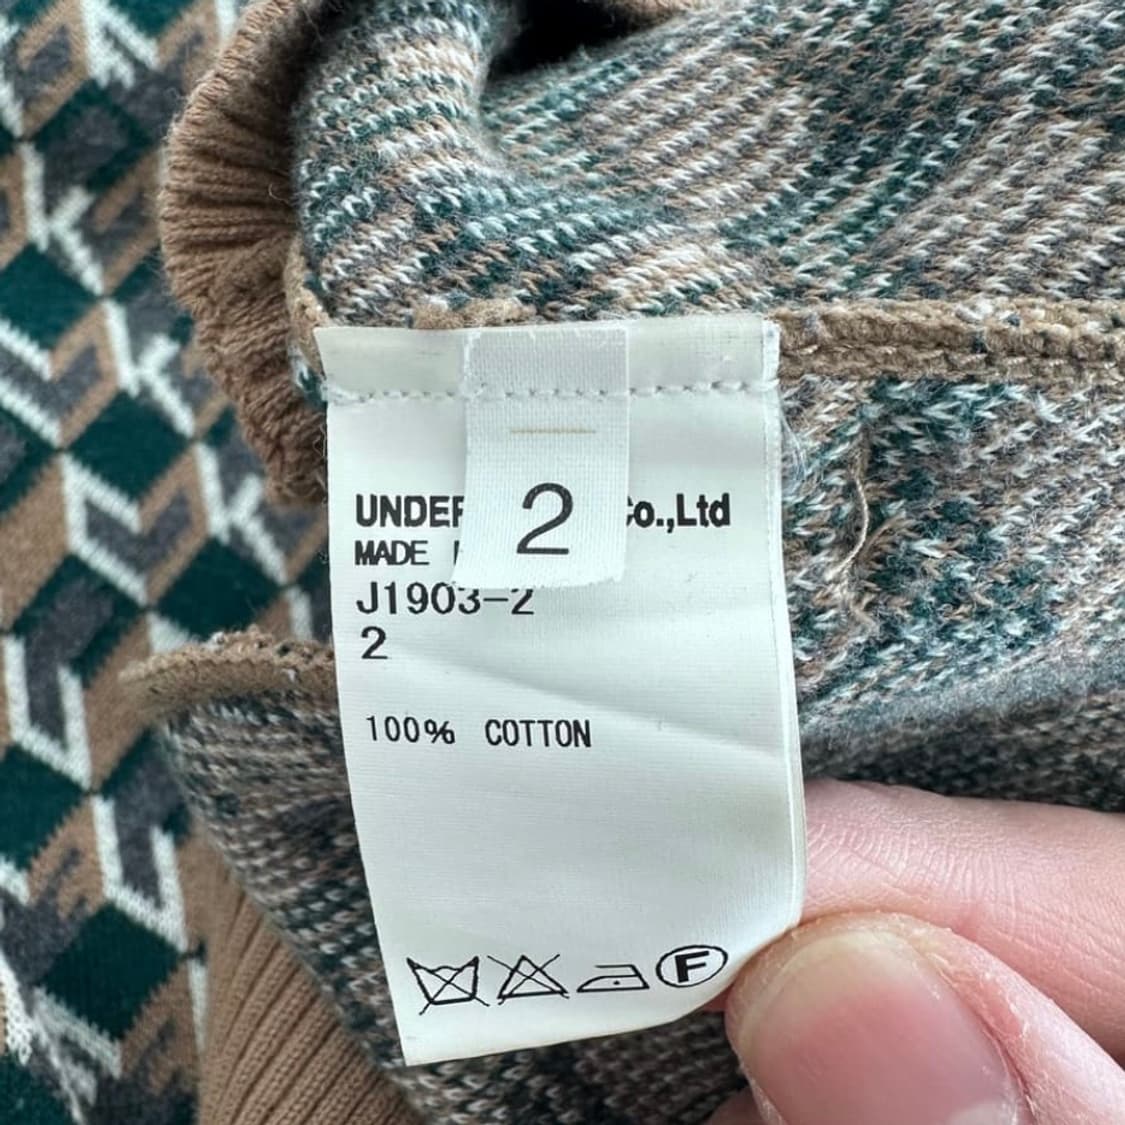 UNDER Co.,Ltd
2
MADE
J1903-2
2
100% COTTON
F